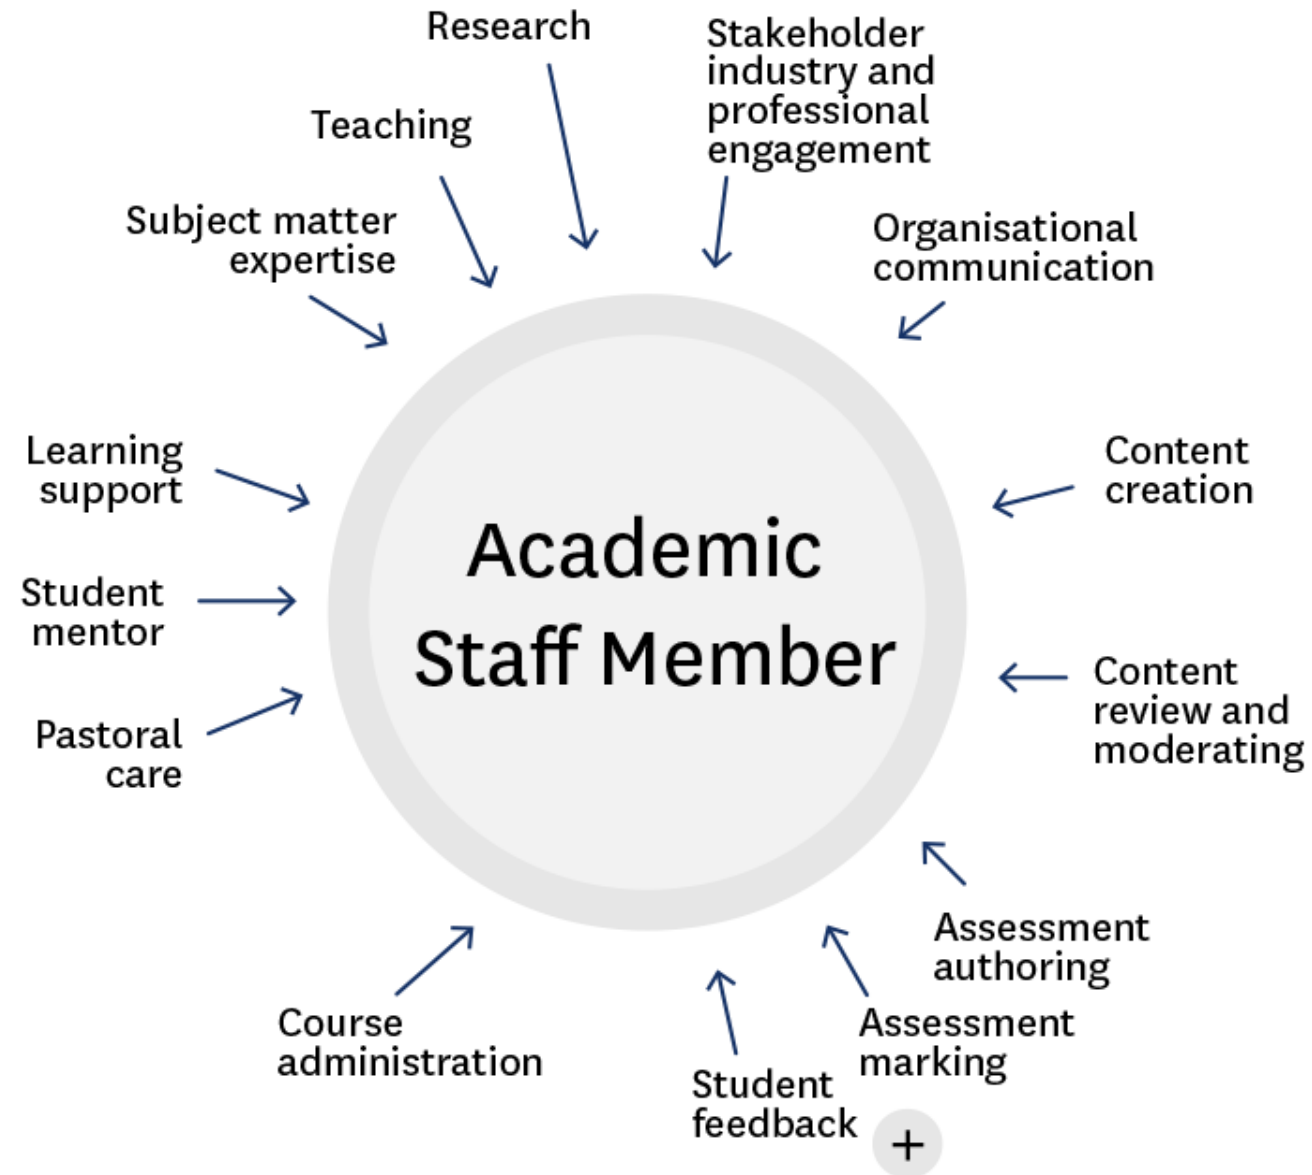 Research
Stakeholder
industry and
professional
engagement
Teaching
Subject matter
expertise
Organisational
communication
Learning
support
Content
creation
Academic
Staff Member
Student
mentor
Content
review and
moderating
Pastoral
care
Assessment
authoring
Course
administration
Assessment
marking
Student
feedback
+